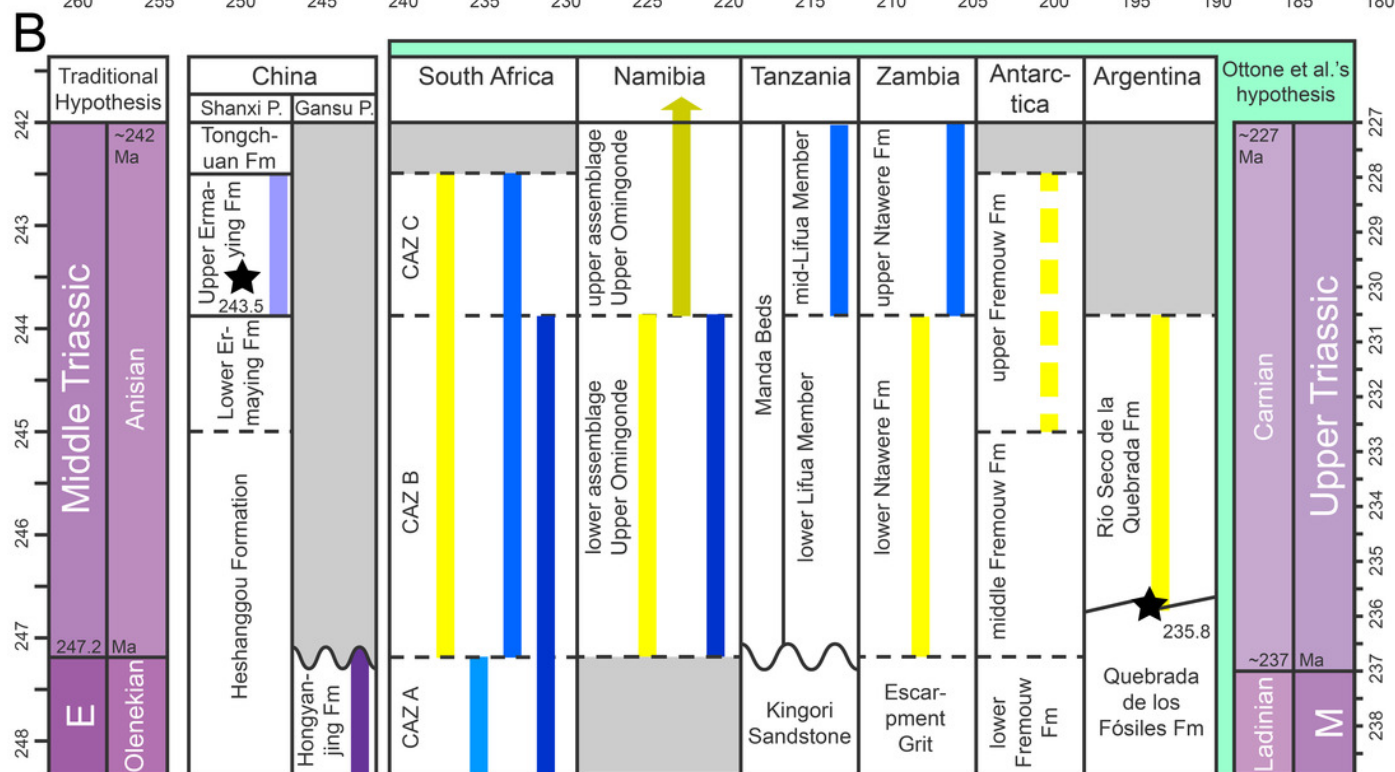 260 250 245 240 235 230 225 220 215 210 205 200 195 190 185 180
B
Traditional
Hypothesis
China
Shanxi P.
Gansu P.
South Africa
Namibia
Tanzania
Zambia
Antarc-
tica
Argentina
Ottone et al.'s
hypothesis
242
243
244
245
246
247
248
Middle Triassic
E
~242
Ma
Anisian
247.2 Ma
Olenekian
Tongch-
uan Fm
Upper Erma-
ying Fm
243.5
Lower Er-
maying Fm
Heshanggou Formation
Hongyan-
jing Fm
CAZ C
CAZ B
CAZ A
upper assemblage
Upper Omingonde
lower assemblage
Upper Omingonde
Manda Beds
mid-Lifua Member
lower Lifua Member
Kingori
Sandstone
upper Ntawere Fm
lower Ntawere Fm
Escar-
pment
Grit
upper Fremouw Fm
middle Fremouw Fm
lower
Fremouw
Fm
Río Seco de la
Quebrada Fm
235.8
Quebrada
de los
Fósiles Fm
~227
Ma
Carnian
~237 Ma
Ladinian
Upper Triassic
M
227
228
229
230
231
232
233
234
235
236
237
238